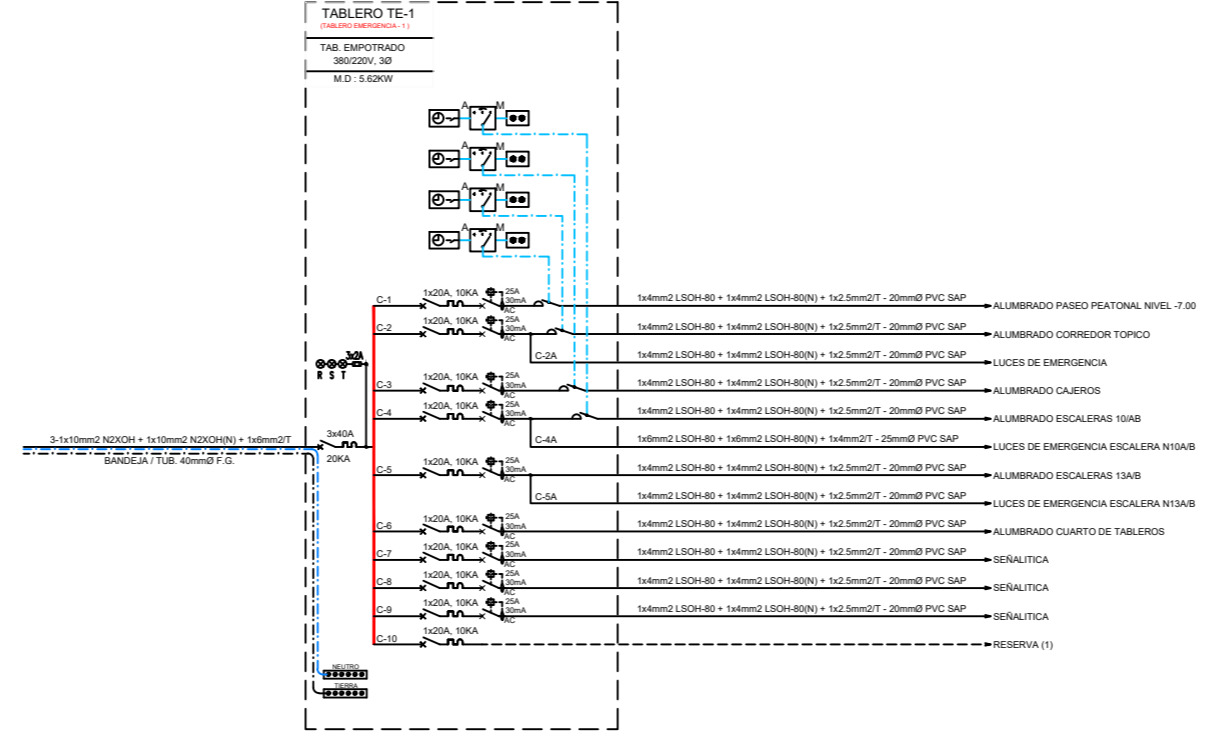 TABLERO TE-1
(TABLERO EMERGENCIA - 1 )
TAB. EMPOTRADO
380/220V, 3Ø
M.D : 5.62KW
A M
A M
A M
A M
C-1 1x20A, 10KA 25A 30mA AC 1x4mm2 LSOH-80 + 1x4mm2 LSOH-80(N) + 1x2.5mm2/T - 20mmØ PVC SAP ALUMBRADO PASEO PEATONAL NIVEL -7.00
C-2 1x20A, 10KA 25A 30mA AC 1x4mm2 LSOH-80 + 1x4mm2 LSOH-80(N) + 1x2.5mm2/T - 20mmØ PVC SAP ALUMBRADO CORREDOR TOPICO
C-2A 1x4mm2 LSOH-80 + 1x4mm2 LSOH-80(N) + 1x2.5mm2/T - 20mmØ PVC SAP LUCES DE EMERGENCIA
3x2A
R S T
C-3 1x20A, 10KA 25A 30mA AC 1x4mm2 LSOH-80 + 1x4mm2 LSOH-80(N) + 1x2.5mm2/T - 20mmØ PVC SAP ALUMBRADO CAJEROS
C-4 1x20A, 10KA 25A 30mA AC 1x4mm2 LSOH-80 + 1x4mm2 LSOH-80(N) + 1x2.5mm2/T - 20mmØ PVC SAP ALUMBRADO ESCALERAS 10/AB
3-1x10mm2 N2XOH + 1x10mm2 N2XOH(N) + 1x6mm2/T 3x40A C-4A 1x6mm2 LSOH-80 + 1x6mm2 LSOH-80(N) + 1x4mm2/T - 25mmØ PVC SAP LUCES DE EMERGENCIA ESCALERA N10A/B
BANDEJA / TUB. 40mmØ F.G. 20KA
C-5 1x20A, 10KA 25A 30mA AC 1x4mm2 LSOH-80 + 1x4mm2 LSOH-80(N) + 1x2.5mm2/T - 20mmØ PVC SAP ALUMBRADO ESCALERAS 13A/B
C-5A 1x4mm2 LSOH-80 + 1x4mm2 LSOH-80(N) + 1x2.5mm2/T - 20mmØ PVC SAP LUCES DE EMERGENCIA ESCALERA N13A/B
C-6 1x20A, 10KA 25A 30mA AC 1x4mm2 LSOH-80 + 1x4mm2 LSOH-80(N) + 1x2.5mm2/T - 20mmØ PVC SAP ALUMBRADO CUARTO DE TABLEROS
C-7 1x20A, 10KA 25A 30mA AC 1x4mm2 LSOH-80 + 1x4mm2 LSOH-80(N) + 1x2.5mm2/T - 20mmØ PVC SAP SEÑALITICA
C-8 1x20A, 10KA 25A 30mA AC 1x4mm2 LSOH-80 + 1x4mm2 LSOH-80(N) + 1x2.5mm2/T - 20mmØ PVC SAP SEÑALITICA
C-9 1x20A, 10KA 25A 30mA AC 1x4mm2 LSOH-80 + 1x4mm2 LSOH-80(N) + 1x2.5mm2/T - 20mmØ PVC SAP SEÑALITICA
C-10 1x20A, 10KA RESERVA (1)
NEUTRO
TIERRA